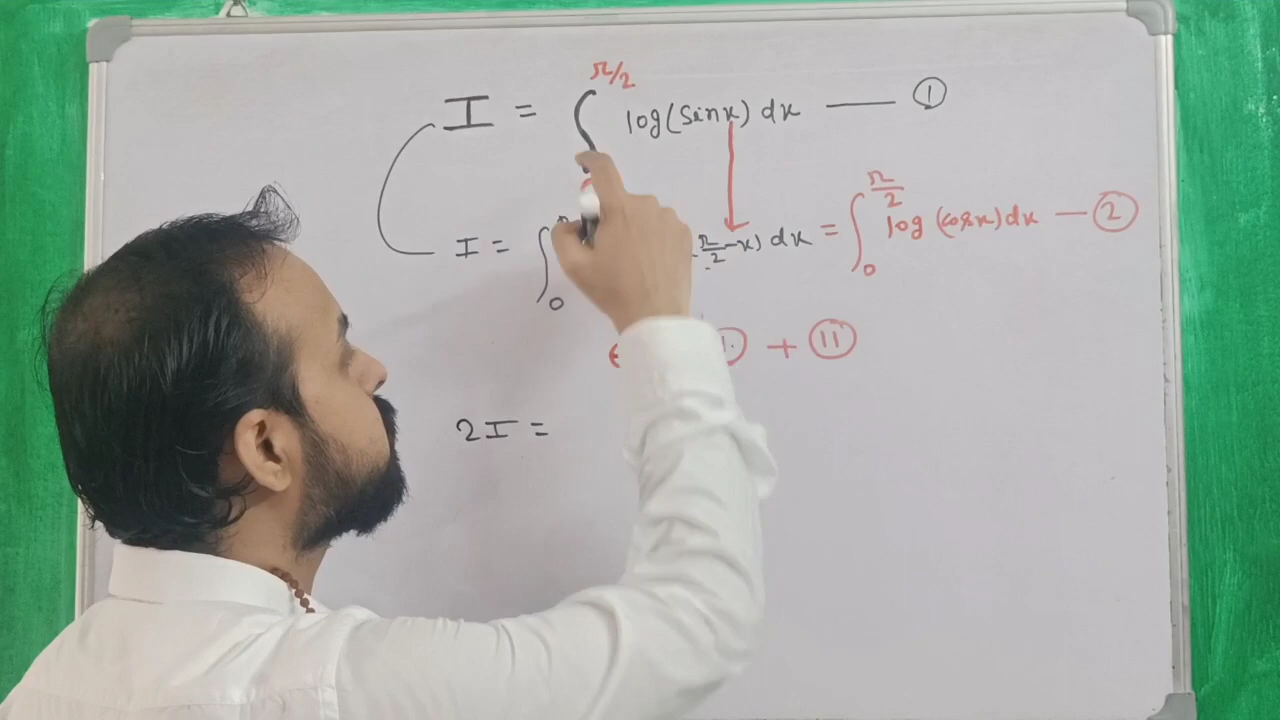 I = ∫ π/2 log(sinx) dx —— ①
I = ∫ 0 π/2 -x) dx = ∫ 0 π/2 log (cosx) dx — ②
+ ⑪
2I =